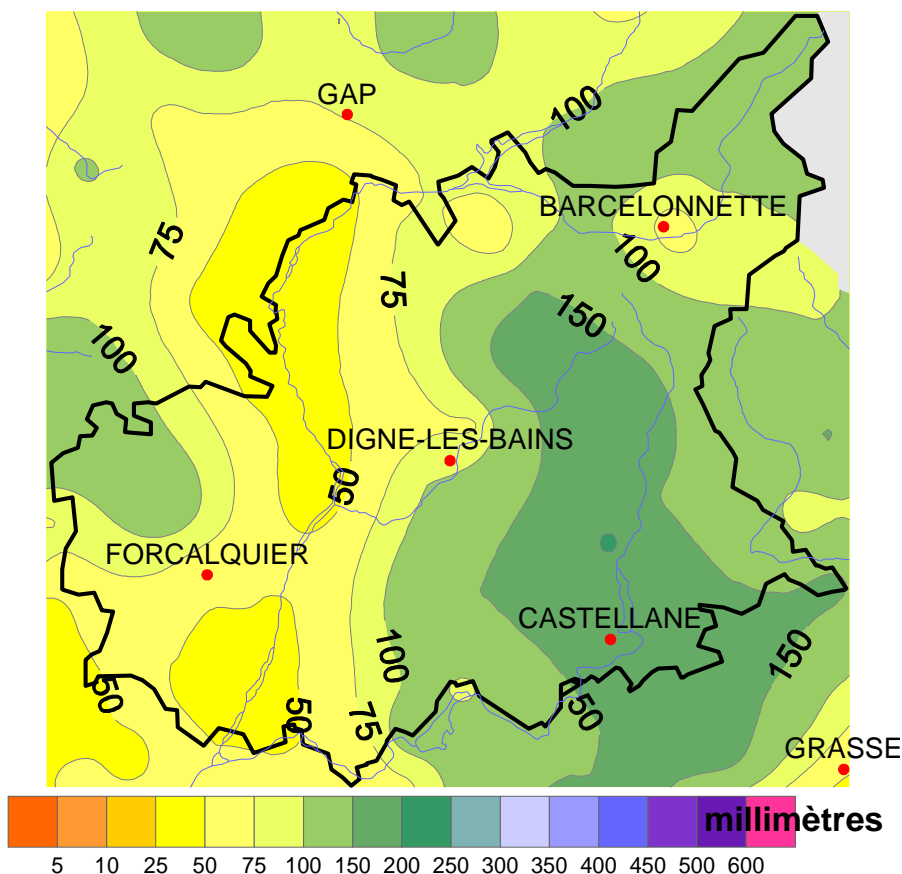 GAP
100
BARCELONNETTE
75
100
75
150
100
DIGNE-LES-BAINS
50
FORCALQUIER
CASTELLANE
100
150
50
50
75
50
GRASSE
millimètres
5 10 25 50 75 100 150 200 250 300 350 400 450 500 600